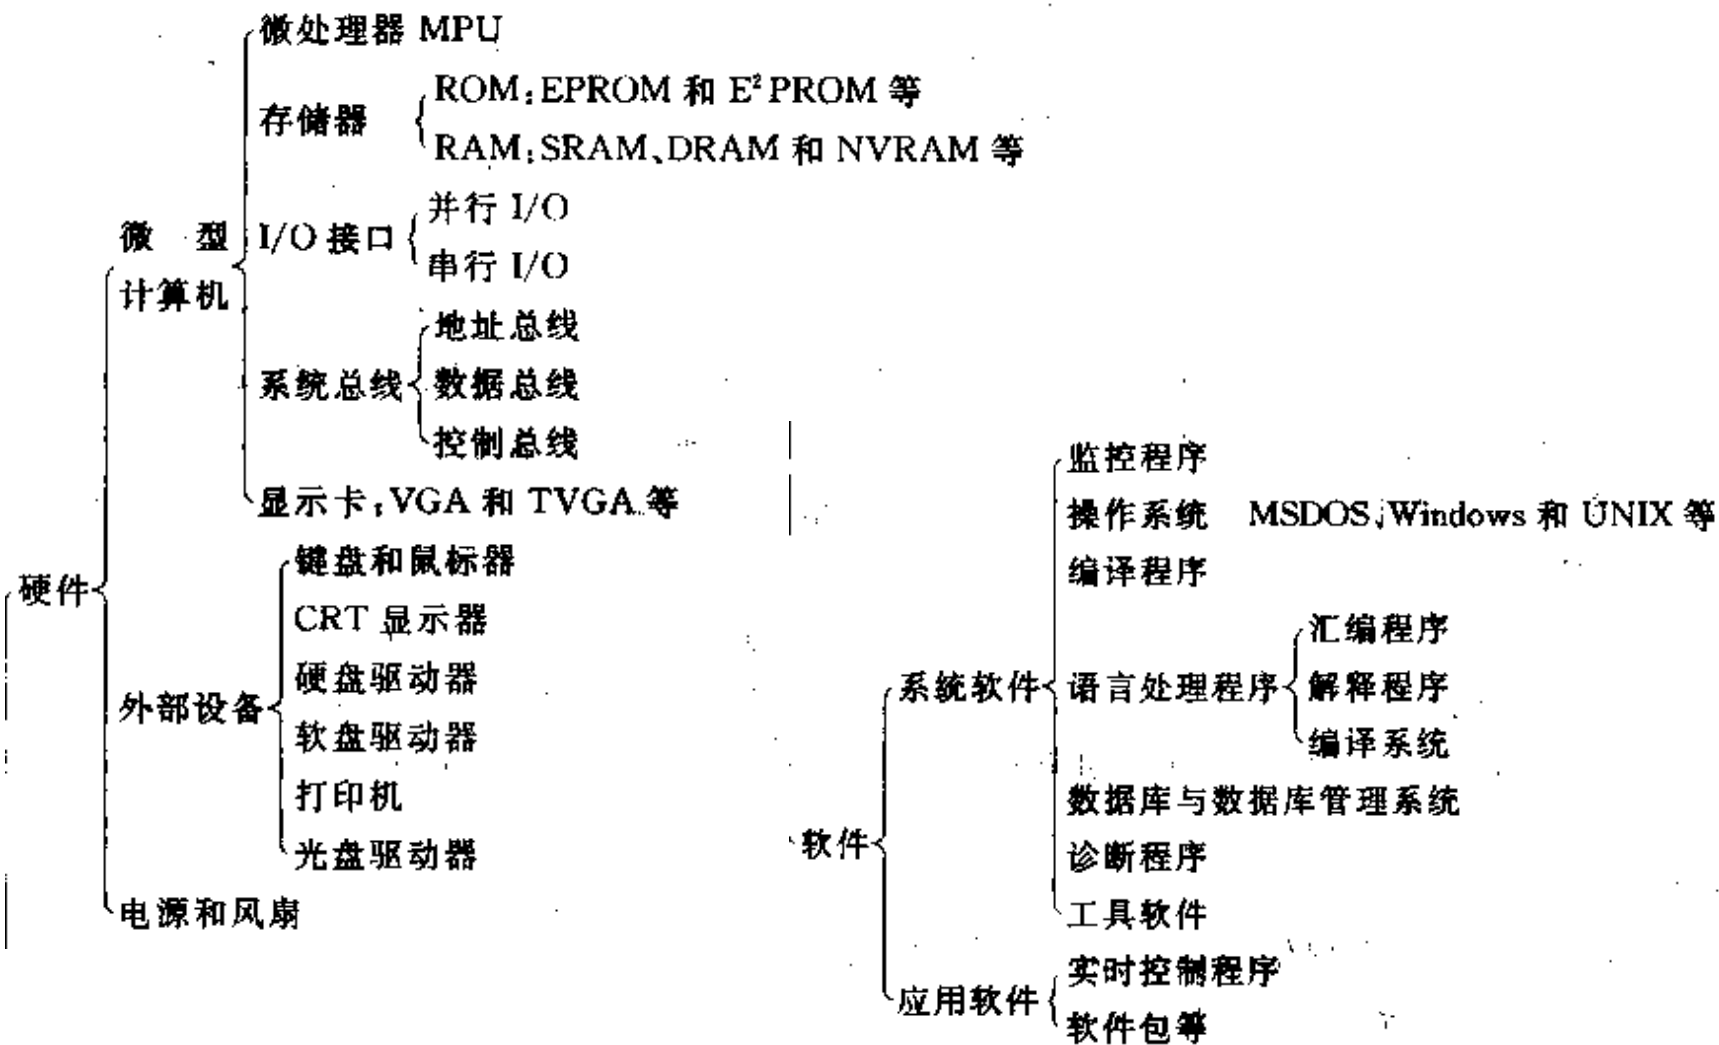 微处理器 MPU
存储器
ROM:EPROM 和 E²PROM 等
RAM:SRAM、DRAM 和 NVRAM 等
微 型
计算机
I/O 接口
并行 I/O
串行 I/O
系统总线
地址总线
数据总线
控制总线
显示卡:VGA 和 TVGA 等
硬件
外部设备
键盘和鼠标器
CRT 显示器
硬盘驱动器
软盘驱动器
打印机
光盘驱动器
电源和风扇
软件
系统软件
监控程序
操作系统 MSDOS、Windows 和 UNIX 等
编译程序
语言处理程序
汇编程序
解释程序
编译系统
数据库与数据库管理系统
诊断程序
工具软件
应用软件
实时控制程序
软件包等